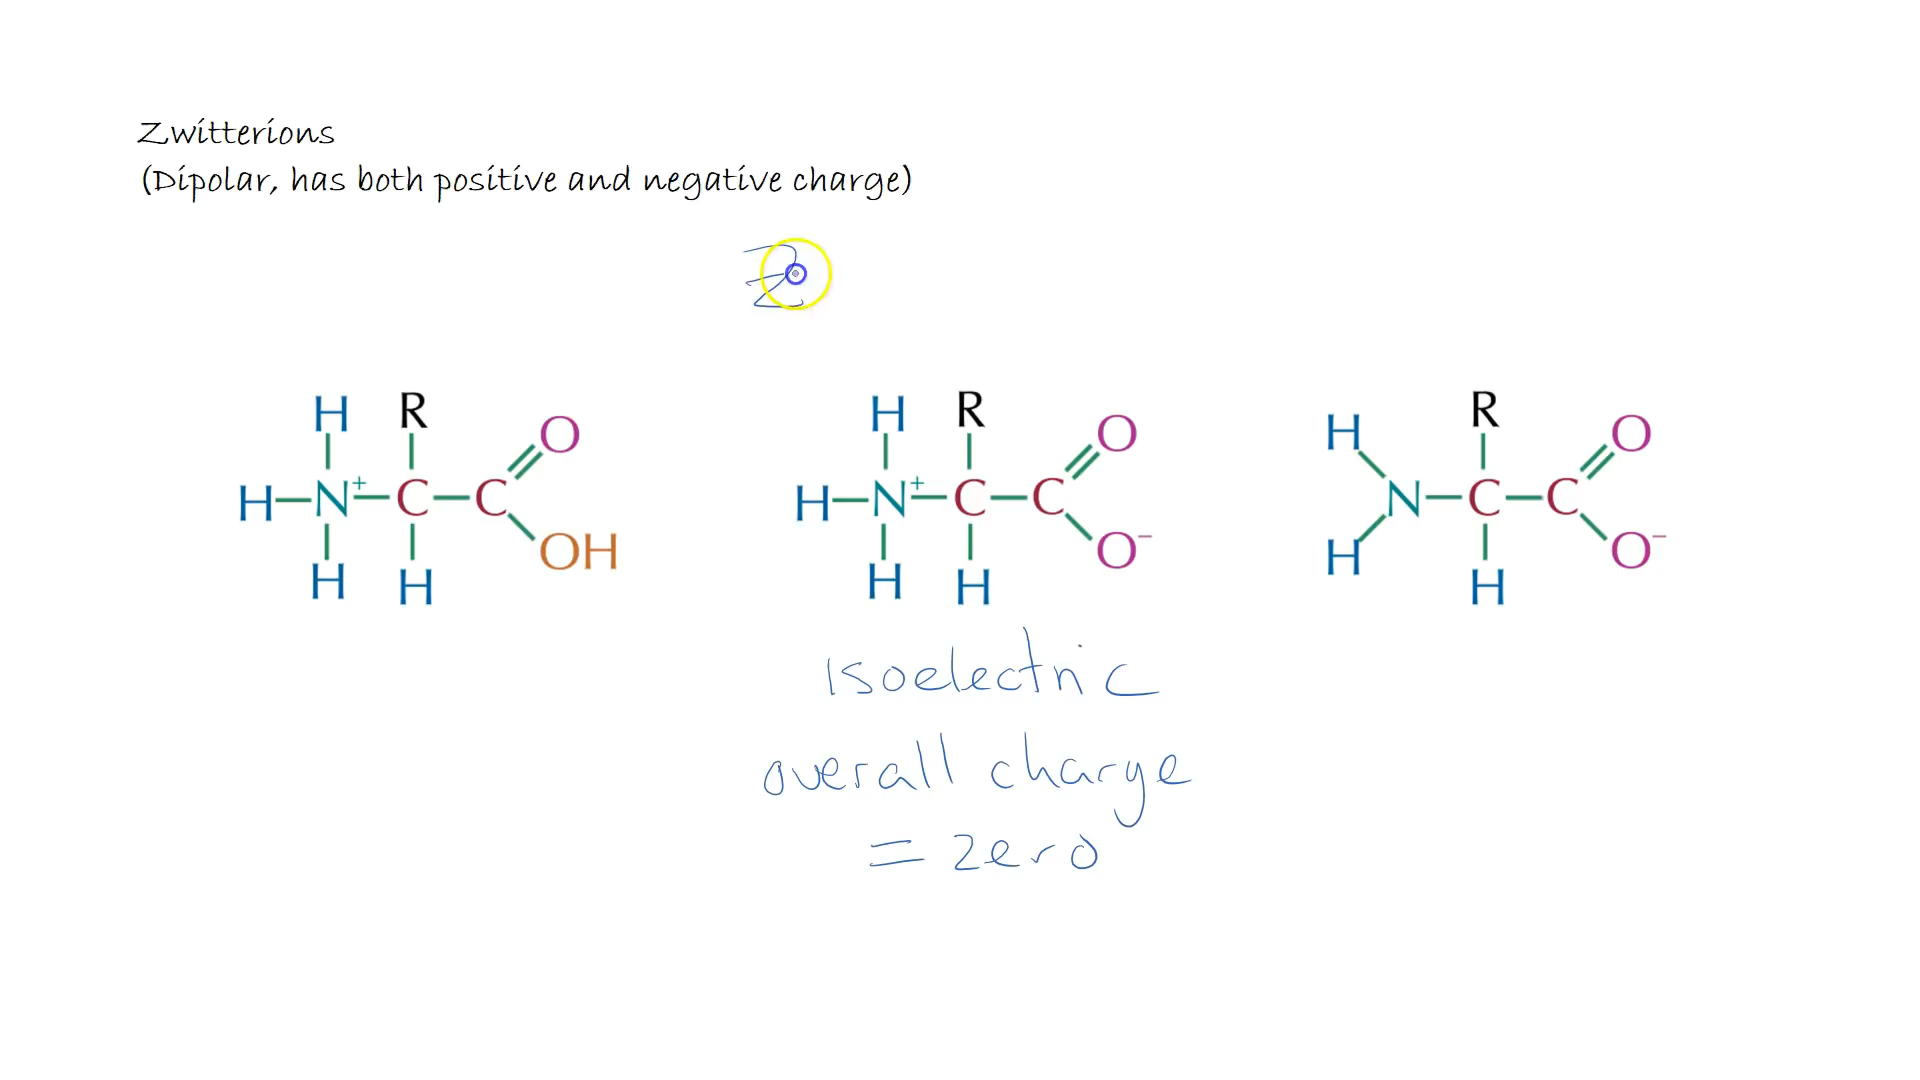 Zwitterions
(Dipolar, has both positive and negative charge)
Z
H R O
H—N⁺—C—C
H H OH
H R O
H—N⁺—C—C
H H O⁻
H R O
N—C—C
H H O⁻
isoelectric
overall charge
= zero